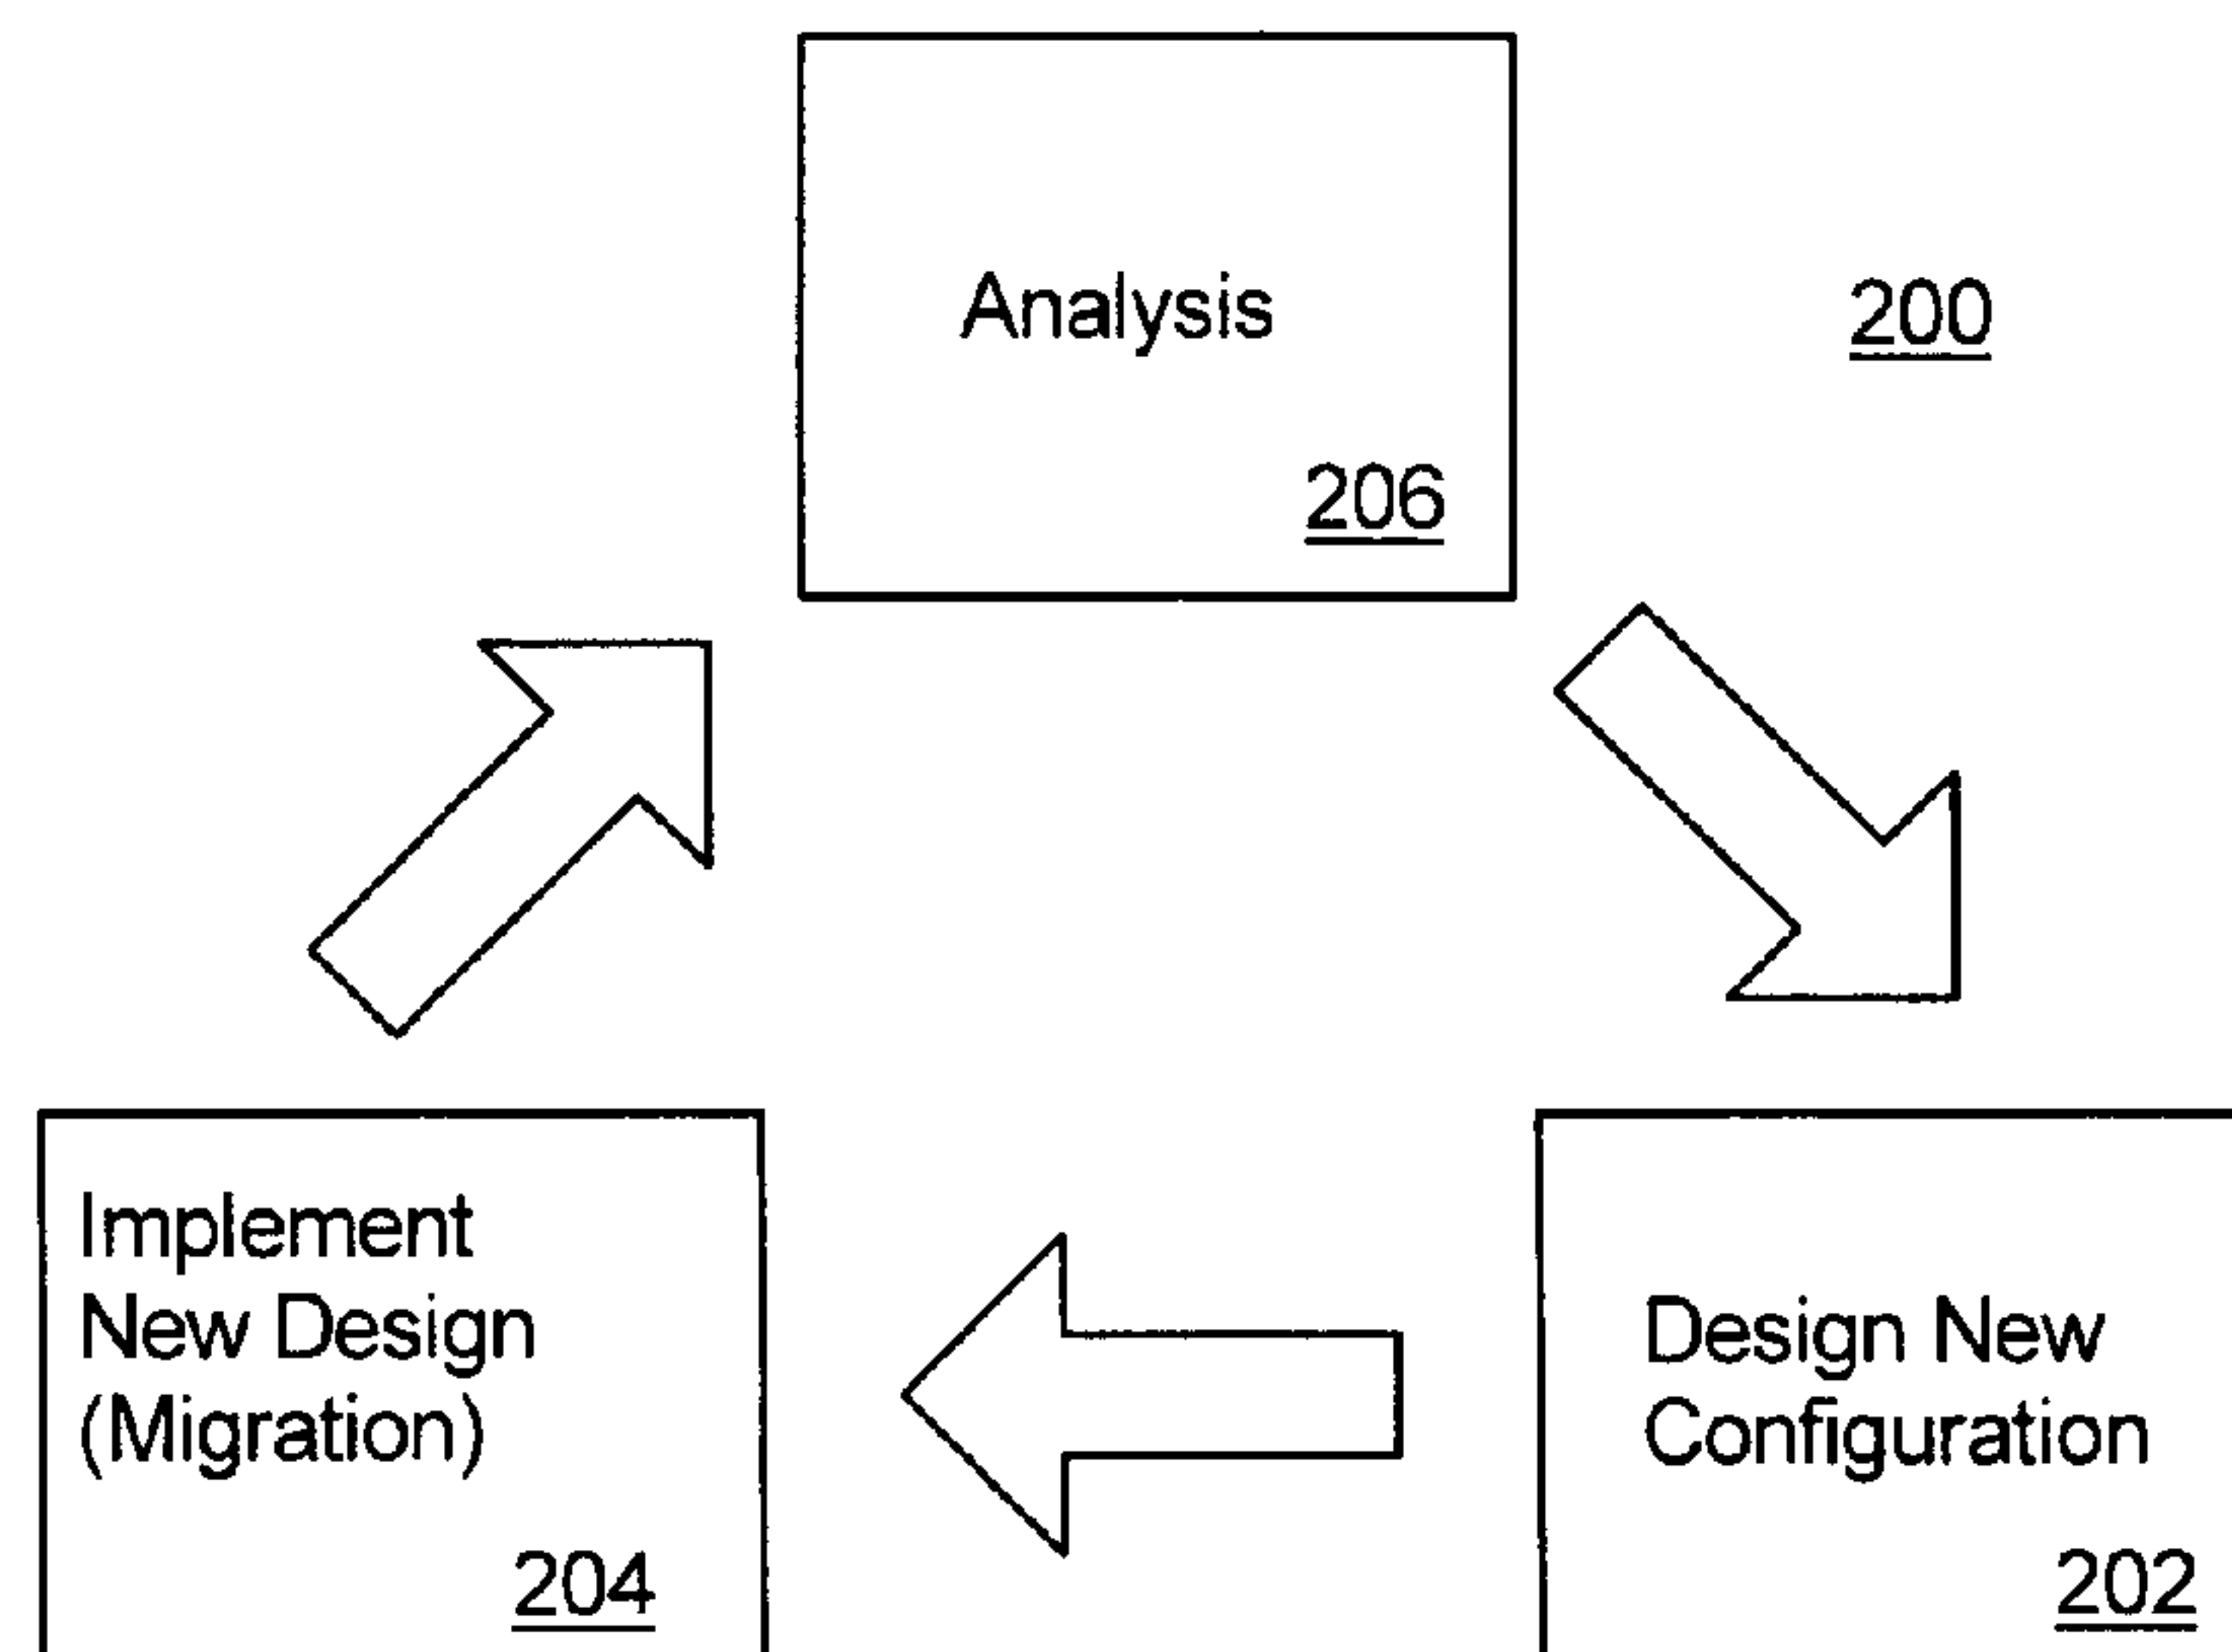 Analysis
200
206
Implement
New Design
(Migration)
204
Design New
Configuration
202